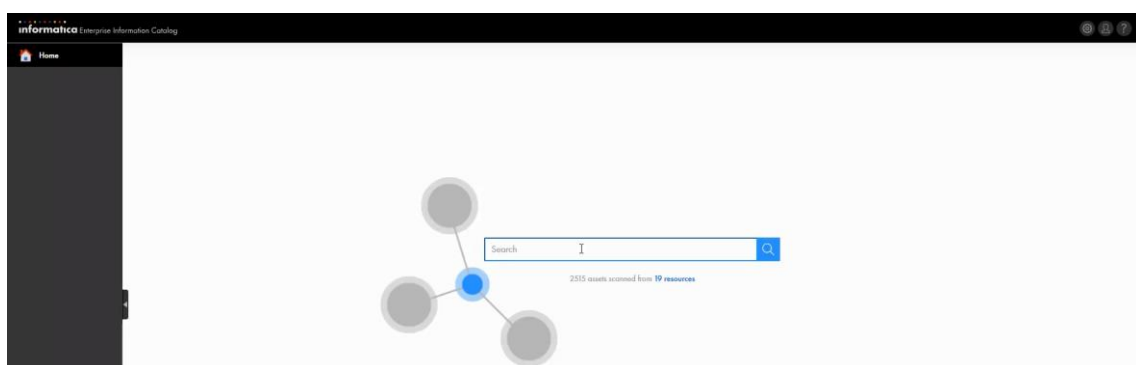 informatica Enterprise Information Catalog
?
Home
Search
2515 assets scanned from 19 resources